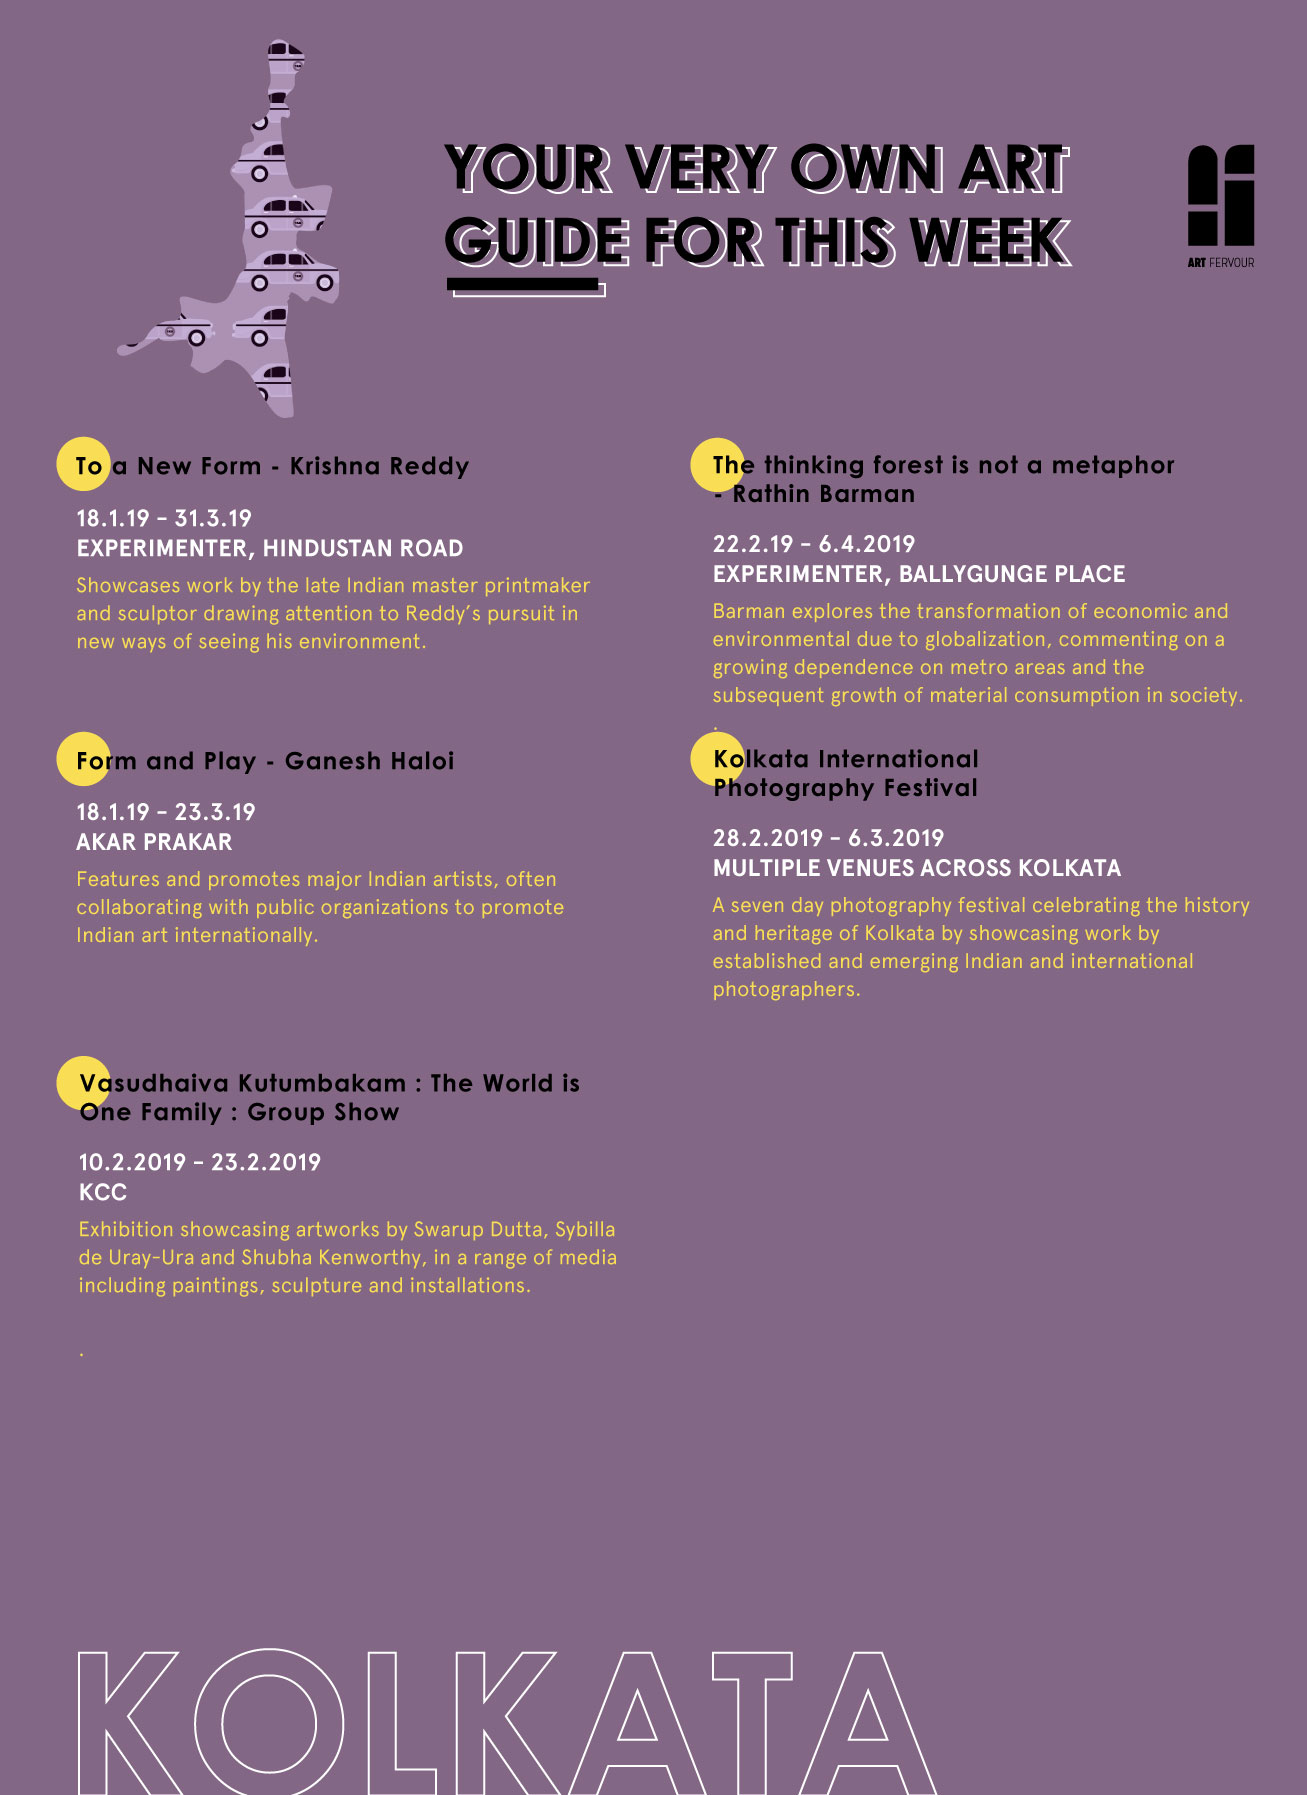 YOUR VERY OWN ART
GUIDE FOR THIS WEEK
ART FERVOUR
To a New Form - Krishna Reddy
18.1.19 - 31.3.19
EXPERIMENTER, HINDUSTAN ROAD
Showcases work by the late Indian master printmaker
and sculptor drawing attention to Reddy's pursuit in
new ways of seeing his environment.
The thinking forest is not a metaphor
- Rathin Barman
22.2.19 - 6.4.2019
EXPERIMENTER, BALLYGUNGE PLACE
Barman explores the transformation of economic and
environmental due to globalization, commenting on a
growing dependence on metro areas and the
subsequent growth of material consumption in society.
.
Form and Play - Ganesh Haloi
18.1.19 - 23.3.19
AKAR PRAKAR
Features and promotes major Indian artists, often
collaborating with public organizations to promote
Indian art internationally.
Kolkata International
Photography Festival
28.2.2019 - 6.3.2019
MULTIPLE VENUES ACROSS KOLKATA
A seven day photography festival celebrating the history
and heritage of Kolkata by showcasing work by
established and emerging Indian and international
photographers.
Vasudhaiva Kutumbakam : The World is
One Family : Group Show
10.2.2019 - 23.2.2019
KCC
Exhibition showcasing artworks by Swarup Dutta, Sybilla
de Uray-Ura and Shubha Kenworthy, in a range of media
including paintings, sculpture and installations.
.
KOLKATA